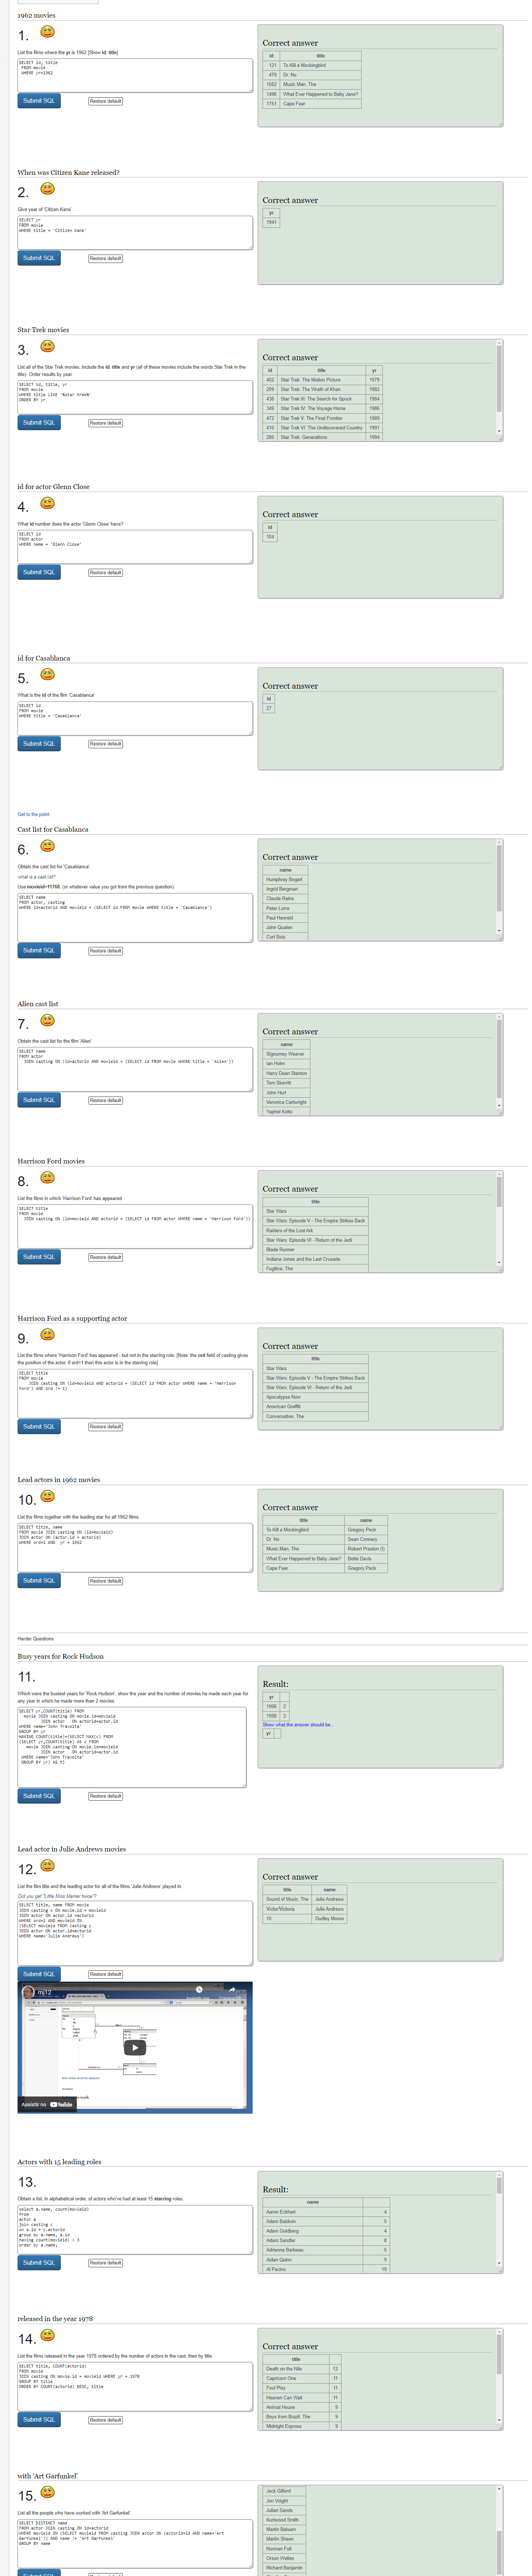 1962 movies
1.
List the films where the yr is 1962 [Show id, title]
SELECT id, title
FROM movie
WHERE yr=1962
Submit SQL
Restore default
Correct answer
id title
121 To Kill a Mockingbird
479 Dr. No
1082 Music Man, The
1496 What Ever Happened to Baby Jane?
1751 Cape Fear
When was Citizen Kane released?
2.
Give year of 'Citizen Kane'.
SELECT yr
FROM movie
WHERE title = 'Citizen Kane'
Submit SQL
Restore default
Correct answer
yr
1941
Star Trek movies
3.
List all of the Star Trek movies, include the id, title and yr (all of these movies include the words Star Trek in the
title). Order results by year.
SELECT id, title, yr
FROM movie
WHERE title LIKE '%star trek%'
ORDER BY yr
Submit SQL
Restore default
Correct answer
id title yr
402 Star Trek: The Motion Picture 1979
209 Star Trek: The Wrath of Khan 1982
438 Star Trek III: The Search for Spock 1984
349 Star Trek IV: The Voyage Home 1986
472 Star Trek V: The Final Frontier 1989
410 Star Trek VI: The Undiscovered Country 1991
280 Star Trek: Generations 1994
id for actor Glenn Close
4.
What id number does the actor 'Glenn Close' have?
SELECT id
FROM actor
WHERE name = 'Glenn Close'
Submit SQL
Restore default
Correct answer
id
104
id for Casablanca
5.
What is the id of the film 'Casablanca'
SELECT id
FROM movie
WHERE title = 'Casablanca'
Submit SQL
Restore default
Correct answer
id
27
Get to the point
Cast list for Casablanca
6.
Obtain the cast list for 'Casablanca'.
what is a cast list?
Use movieid=11768, (or whatever value you got from the previous question)
SELECT name
FROM actor, casting
WHERE id=actorid AND movieid = (SELECT id FROM movie WHERE title = 'Casablanca')
Submit SQL
Restore default
Correct answer
name
Humphrey Bogart
Ingrid Bergman
Claude Rains
Peter Lorre
Paul Henreid
John Qualen
Curt Bois
Alien cast list
7.
Obtain the cast list for the film 'Alien'
SELECT name
FROM actor
JOIN casting ON (id=actorid AND movieid = (SELECT id FROM movie WHERE title = 'Alien'))
Submit SQL
Restore default
Correct answer
name
Sigourney Weaver
Ian Holm
Harry Dean Stanton
Tom Skerritt
John Hurt
Veronica Cartwright
Yaphet Kotto
Harrison Ford movies
8.
List the films in which 'Harrison Ford' has appeared
SELECT title
FROM movie
JOIN casting ON (id=movieid AND actorid = (SELECT id FROM actor WHERE name = 'Harrison Ford'))
Submit SQL
Restore default
Correct answer
title
Star Wars
Star Wars: Episode V - The Empire Strikes Back
Raiders of the Lost Ark
Star Wars: Episode VI - Return of the Jedi
Blade Runner
Indiana Jones and the Last Crusade
Fugitive, The
Harrison Ford as a supporting actor
9.
List the films where 'Harrison Ford' has appeared - but not in the starring role. [Note: the ord field of casting gives
the position of the actor. If ord=1 then this actor is in the starring role]
SELECT title
FROM movie
JOIN casting ON (id=movieid AND actorid = (SELECT id FROM actor WHERE name = 'Harrison
Ford') AND ord != 1)
Submit SQL
Restore default
Correct answer
title
Star Wars
Star Wars: Episode V - The Empire Strikes Back
Star Wars: Episode VI - Return of the Jedi
Apocalypse Now
American Graffiti
Conversation, The
Lead actors in 1962 movies
10.
List the films together with the leading star for all 1962 films.
SELECT title, name
FROM movie JOIN casting ON (id=movieid)
JOIN actor ON (actor.id = actorid)
WHERE ord=1 AND yr = 1962
Submit SQL
Restore default
Correct answer
title name
To Kill a Mockingbird Gregory Peck
Dr. No Sean Connery
Music Man, The Robert Preston (I)
What Ever Happened to Baby Jane? Bette Davis
Cape Fear Gregory Peck
Harder Questions
Busy years for Rock Hudson
11.
Which were the busiest years for 'Rock Hudson', show the year and the number of movies he made each year for
any year in which he made more than 2 movies.
SELECT yr,COUNT(title) FROM
movie JOIN casting ON movie.id=movieid
JOIN actor ON actorid=actor.id
WHERE name='John Travolta'
GROUP BY yr
HAVING COUNT(title)=(SELECT MAX(c) FROM
(SELECT yr,COUNT(title) AS c FROM
movie JOIN casting ON movie.id=movieid
JOIN actor ON actorid=actor.id
WHERE name='John Travolta'
GROUP BY yr) AS t)
Submit SQL
Restore default
Result:
yr
1996 2
1998 2
Show what the answer should be...
yr
Lead actor in Julie Andrews movies
12.
List the film title and the leading actor for all of the films 'Julie Andrews' played in.
Did you get "Little Miss Marker twice"?
SELECT title, name FROM movie
JOIN casting x ON movie.id = movieid
JOIN actor ON actor.id =actorid
WHERE ord=1 AND movieid IN
(SELECT movieid FROM casting y
JOIN actor ON actor.id=actorid
WHERE name='Julie Andrews')
Submit SQL
Restore default
Correct answer
title name
Sound of Music, The Julie Andrews
Victor/Victoria Julie Andrews
10 Dudley Moore
mj12
Assistir no YouTube
Actors with 15 leading roles
13.
Obtain a list, in alphabetical order, of actors who've had at least 15 starring roles.
select a.name, count(movieid)
from
actor a
join casting c
on a.id = c.actorid
group by a.name, a.id
having count(movieid) > 3
order by a.name;
Submit SQL
Restore default
Result:
name
Aaron Eckhart 4
Adam Baldwin 5
Adam Goldberg 4
Adam Sandler 8
Adrienne Barbeau 5
Aidan Quinn 9
Al Pacino 19
released in the year 1978
14.
List the films released in the year 1978 ordered by the number of actors in the cast, then by title.
SELECT title, COUNT(actorid)
FROM movie
JOIN casting ON movie.id = movieid WHERE yr = 1978
GROUP BY title
ORDER BY COUNT(actorid) DESC, title
Submit SQL
Restore default
Correct answer
title
Death on the Nile 12
Capricorn One 11
Foul Play 11
Heaven Can Wait 11
Animal House 9
Boys from Brazil, The 9
Midnight Express 9
with 'Art Garfunkel'
15.
List all the people who have worked with 'Art Garfunkel'.
SELECT DISTINCT name
FROM actor JOIN casting ON id=actorid
WHERE movieid IN (SELECT movieid FROM casting JOIN actor ON (actorid=id AND name='Art
Garfunkel')) AND name != 'Art Garfunkel'
GROUP BY name
Jack Gilford
Jon Voight
Julian Sands
Kurtwood Smith
Martin Balsam
Martin Sheen
Norman Fell
Orson Welles
Richard Benjamin